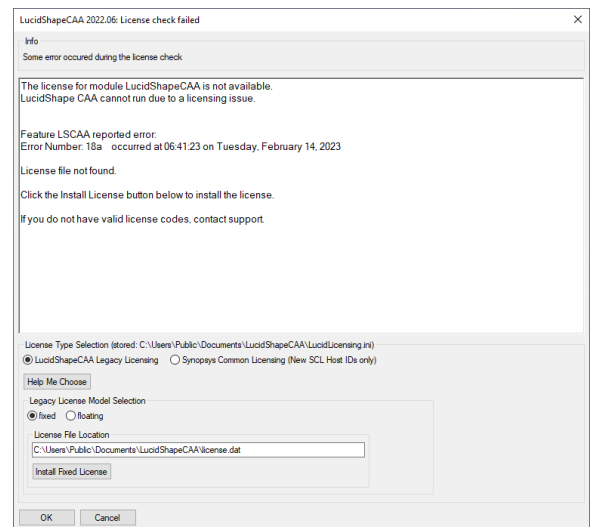 LucidShapeCAA 2022.06: License check failed
Info
Some error occured during the license check
The license for module LucidShapeCAA is not available.
LucidShape CAA cannot run due to a licensing issue.
Feature LSCAA reported error:
Error Number: 18a occurred at 06:41:23 on Tuesday, February 14, 2023
License file not found.
Click the Install License button below to install the license.
If you do not have valid license codes, contact support.
License Type Selection (stored: C:\Users\Public\Documents\LucidShapeCAA\LucidLicensing.ini)
LucidShapeCAA Legacy Licensing Synopsys Common Licensing (New SCL Host IDs only)
Help Me Choose
Legacy License Model Selection
fixed floating
License File Location
C:\Users\Public\Documents\LucidShapeCAA\license.dat
Install Fixed License
OK Cancel